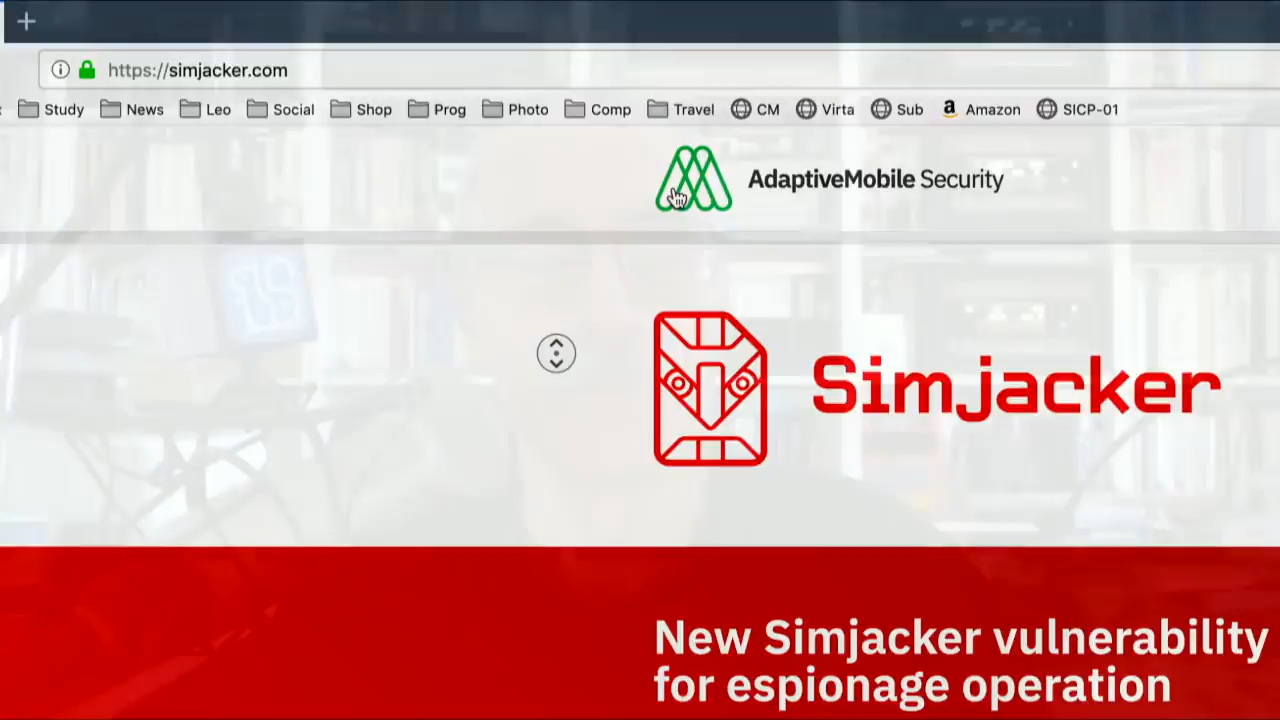 https://simjacker.com
Study News Leo Social Shop Prog Photo Comp Travel CM Virta Sub Amazon SICP-01
AdaptiveMobile Security
Simjacker
New Simjacker vulnerability
for espionage operation